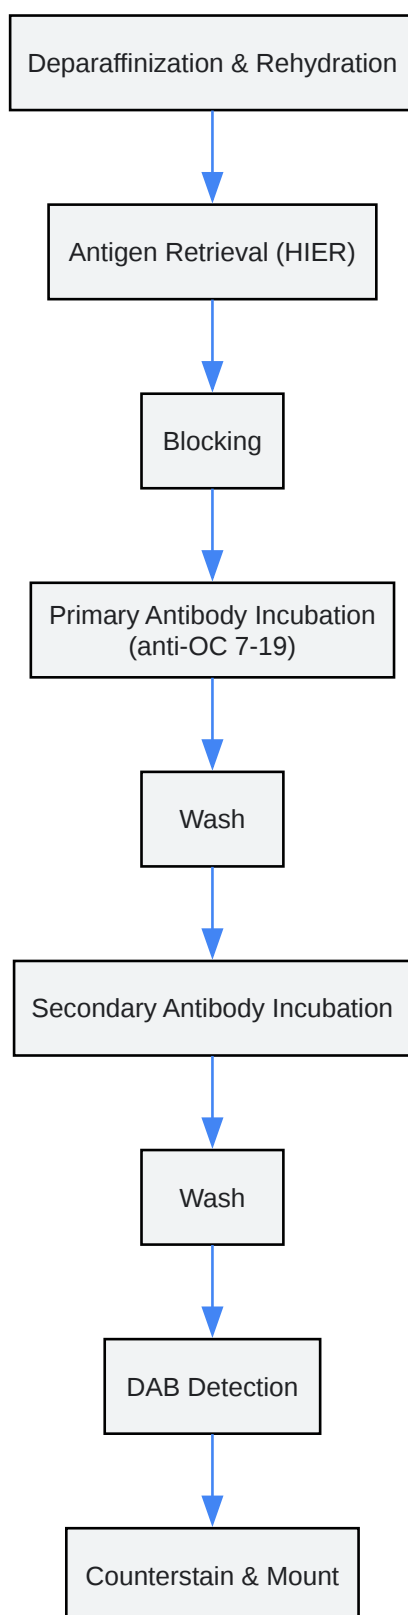 Deparaffinization & Rehydration
Antigen Retrieval (HIER)
Blocking
Primary Antibody Incubation
(anti-OC 7-19)
Wash
Secondary Antibody Incubation
Wash
DAB Detection
Counterstain & Mount